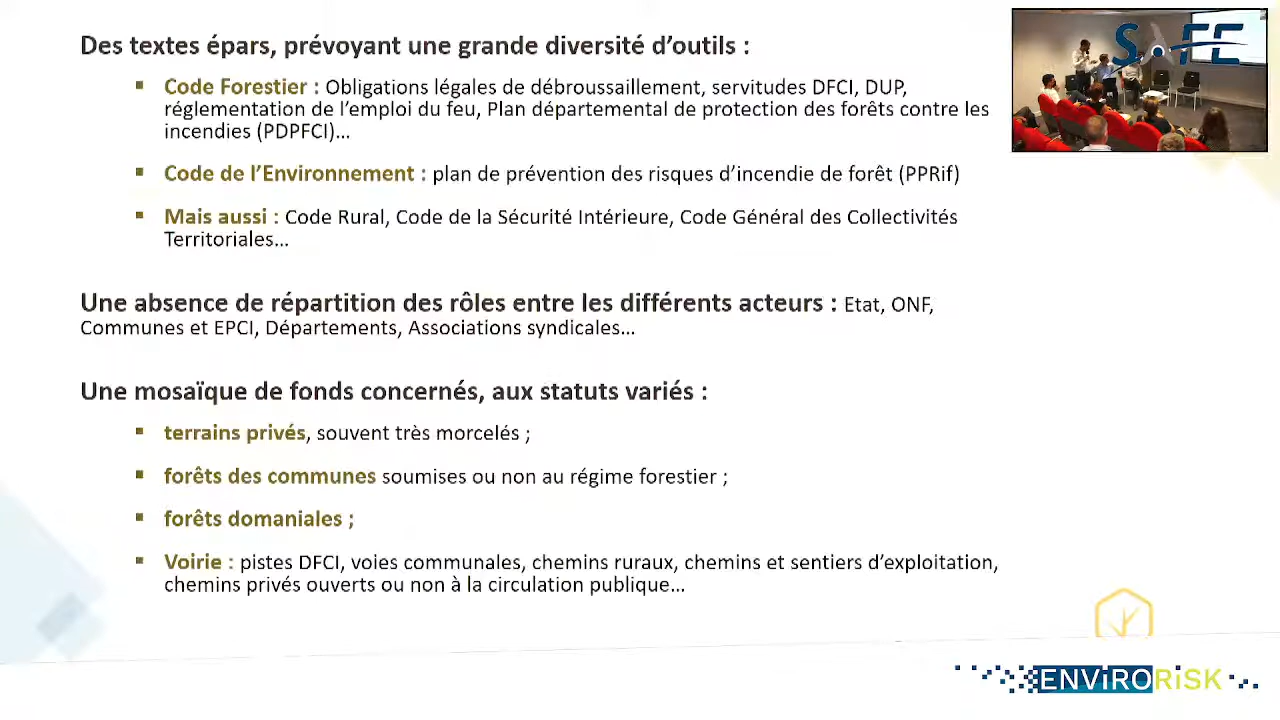 Des textes épars, prévoyant une grande diversité d’outils :
▪ Code Forestier : Obligations légales de débroussaillement, servitudes DFCI, DUP,
réglementation de l’emploi du feu, Plan départemental de protection des forêts contre les
incendies (PDPFCI)…
▪ Code de l’Environnement : plan de prévention des risques d’incendie de forêt (PPRif)
▪ Mais aussi : Code Rural, Code de la Sécurité Intérieure, Code Général des Collectivités
Territoriales…
Une absence de répartition des rôles entre les différents acteurs : Etat, ONF,
Communes et EPCI, Départements, Associations syndicales…
Une mosaïque de fonds concernés, aux statuts variés :
▪ terrains privés, souvent très morcelés ;
▪ forêts des communes soumises ou non au régime forestier ;
▪ forêts domaniales ;
▪ Voirie : pistes DFCI, voies communales, chemins ruraux, chemins et sentiers d’exploitation,
chemins privés ouverts ou non à la circulation publique…
SAFE
ENViRORiSK